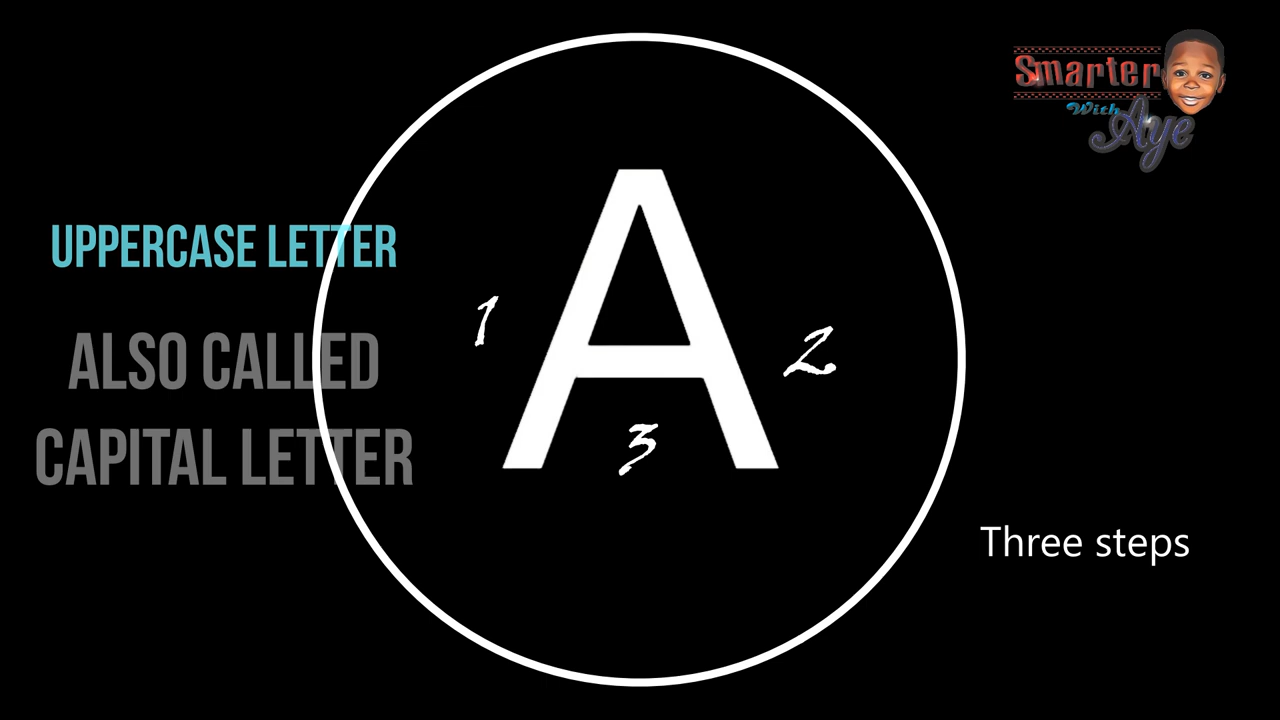 Smarter
With
Aye
UPPERCASE LETTER
ALSO CALLED
CAPITAL LETTER
A
1
2
3
Three steps